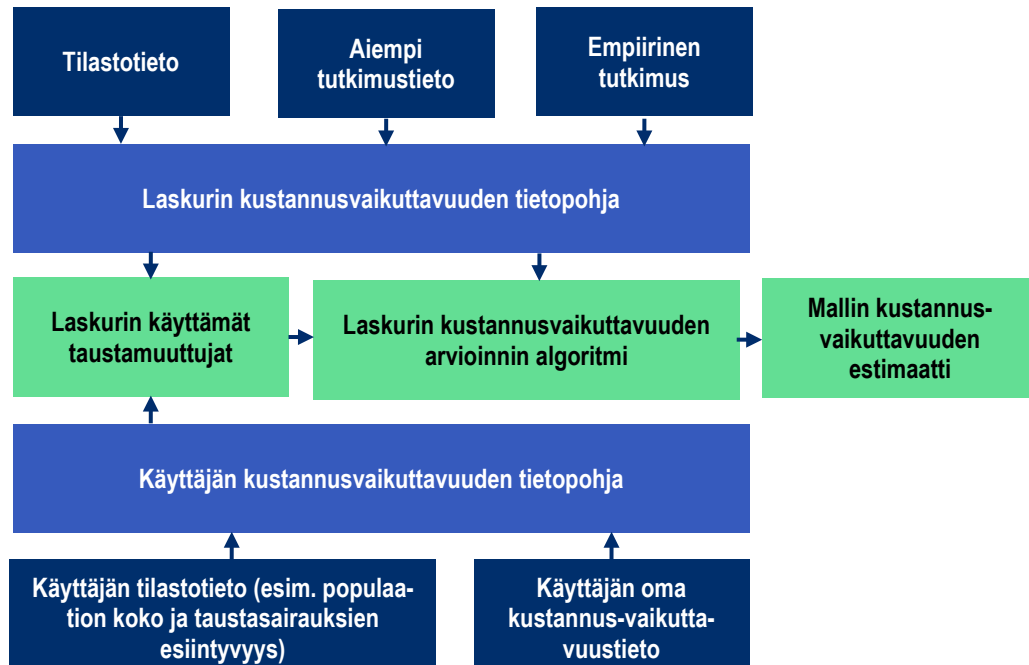 Tilastotieto
Aiempi
tutkimustieto
Empiirinen
tutkimus
Laskurin kustannusvaikuttavuuden tietopohja
Laskurin käyttämät
taustamuuttujat
Laskurin kustannusvaikuttavuuden
arvioinnin algoritmi
Mallin kustannus-
vaikuttavuuden
estimaatti
Käyttäjän kustannusvaikuttavuuden tietopohja
Käyttäjän tilastotieto (esim. populaa-
tion koko ja taustasairauksien
esiintyvyys)
Käyttäjän oma
kustannus-vaikutta-
vuustieto